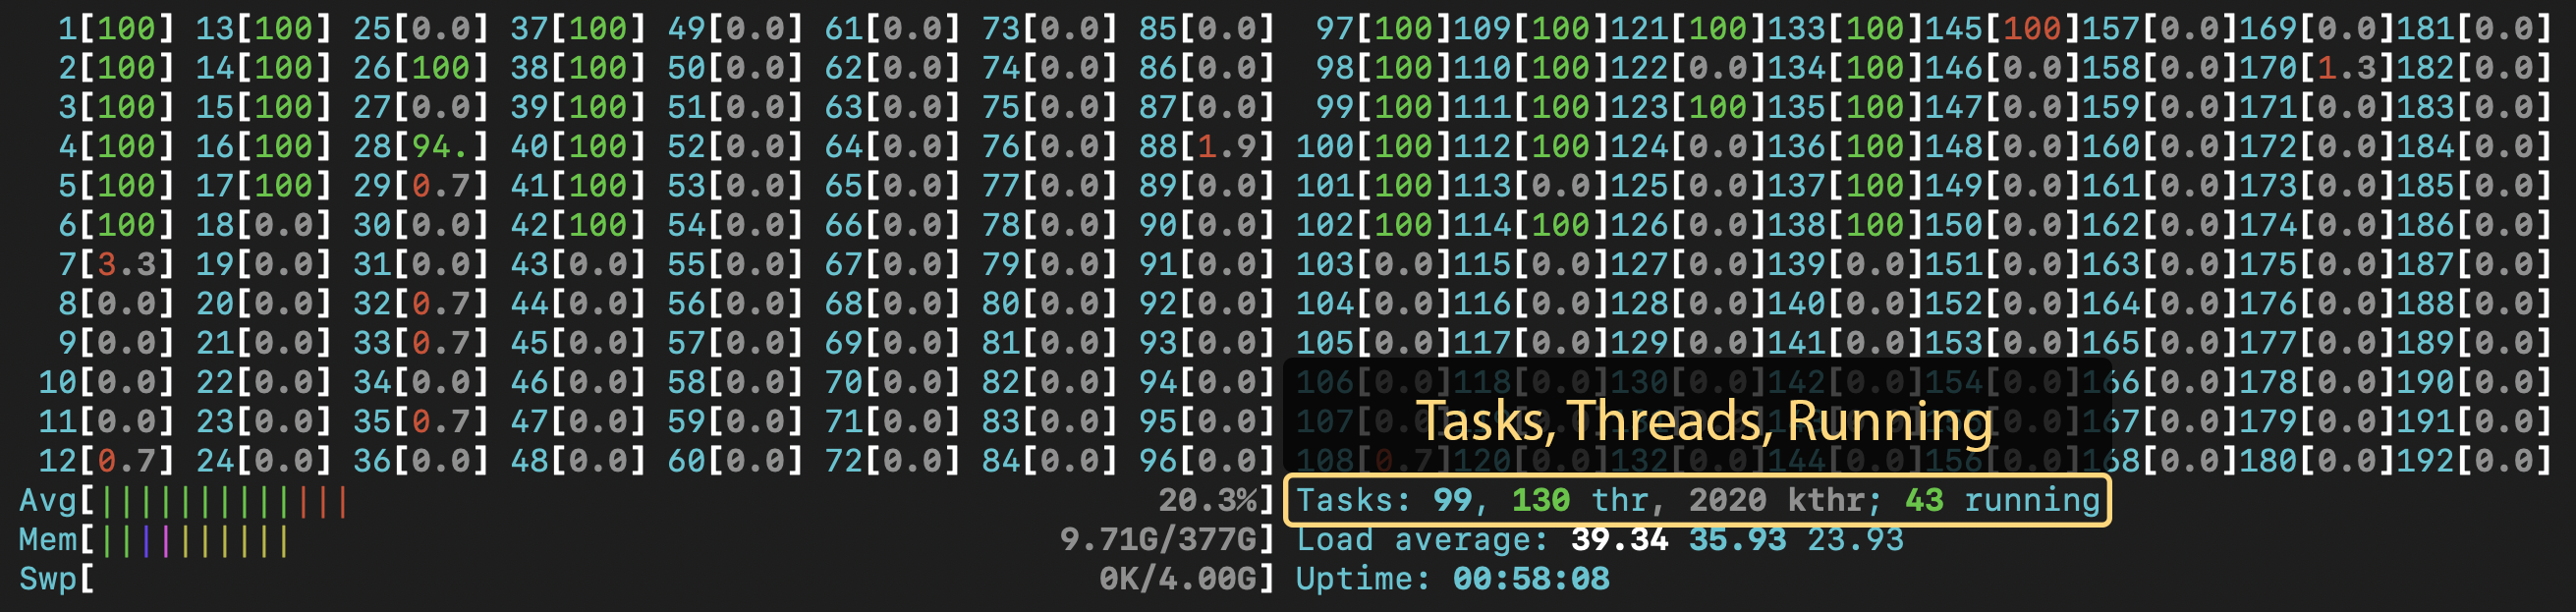 1[100] 13[100] 25[0.0] 37[100] 49[0.0] 61[0.0] 73[0.0] 85[0.0] 97[100]109[100]121[100]133[100]145[100]157[0.0]169[0.0]181[0.0]
2[100] 14[100] 26[100 38[100] 50[0.0] 62[0.0] 74[0.0] 86[0.0] 98[100]110[100]122[0.0]134[100]146[0.0]158[0.0]170[1.3]182[0.0]
3[100] 15[100] 27[0.0] 39[100] 51[0.0] 63[0.0] 75[0.0] 87[0.0] 99[100]111[100]123[100]135[100]147[0.0]159[0.0]171[0.0]183[0.0]
4[100] 16[100] 28[94.] 40[100] 52[0.0] 64[0.0] 76[0.0] 88[1.9] 100[100]112[100]124[0.0]136[100]148[0.0]160[0.0]172[0.0]184[0.0]
5[100] 17[100] 29[0.7] 41[100] 53[0.0] 65[0.0] 77[0.0] 89[0.0] 101[100]113[0.0]125[0.0]137[100]149[0.0]161[0.0]173[0.0]185[0.0]
6[100] 18[0.0] 30[0.0] 42[100] 54[0.0] 66[0.0] 78[0.0] 90[0.0] 102[100]114[100]126[0.0]138[100]150[0.0]162[0.0]174[0.0]186[0.0]
7[3.3] 19[0.0] 31[0.0] 43[0.0] 55[0.0] 67[0.0] 79[0.0] 91[0.0] 103[0.0]115[0.0]127[0.0]139[0.0]151[0.0]163[0.0]175[0.0]187[0.0]
8[0.0] 20[0.0] 32[0.7] 44[0.0] 56[0.0] 68[0.0] 80[0.0] 92[0.0] 104[0.0]116[0.0]128[0.0]140[0.0]152[0.0]164[0.0]176[0.0]188[0.0]
9[0.0] 21[0.0] 33[0.7] 45[0.0] 57[0.0] 69[0.0] 81[0.0] 93[0.0] 105[0.0]117[0.0]129[0.0]141[0.0]153[0.0]165[0.0]177[0.0]189[0.0]
10[0.0] 22[0.0] 34[0.0] 46[0.0] 58[0.0] 70[0.0] 82[0.0] 94[0.0] 106[0.0]118[0.0]130[0.0]142[0.0]154[0.0]166[0.0]178[0.0]190[0.0]
11[0.0] 23[0.0] 35[0.7] 47[0.0] 59[0.0] 71[0.0] 83[0.0] 95[0.0] 107[0. 167[0.0]179[0.0]191[0.0]
Tasks, Threads, Running
12[0.7] 24[0.0] 36[0.0] 48[0.0] 60[0.0] 72[0.0] 84[0.0] 96[0.0] 108[0.7]120[0.0]132[0.0]144[0.0]156[0.0]168[0.0]180[0.0]192[0.0]
Avg[||||||||||||| 20.3%] Tasks: 99, 130 thr, 2020 kthr; 43 running
Mem[|||||||||| 9.71G/377G] Load average: 39.34 35.93 23.93
Swp[ 0K/4.00G] Uptime: 00:58:08